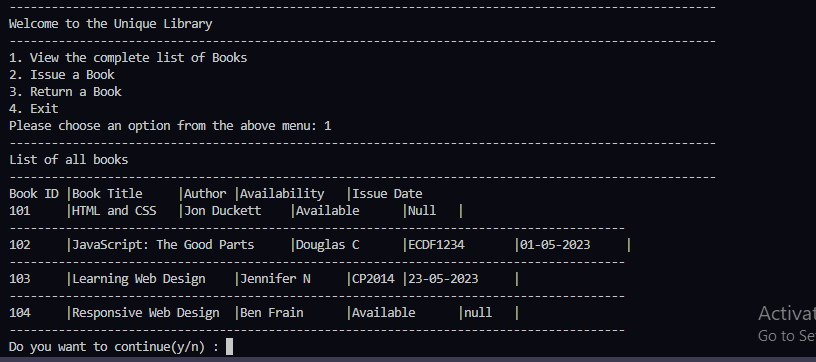 ----------------------------------------------------------------------------------------------------
Welcome to the Unique Library
----------------------------------------------------------------------------------------------------
1. View the complete list of Books
2. Issue a Book
3. Return a Book
4. Exit
Please choose an option from the above menu: 1
----------------------------------------------------------------------------------------------------
List of all books
----------------------------------------------------------------------------------------------------
Book ID |Book Title     |Author |Availability   |Issue Date
101     |HTML and CSS   |Jon Duckett    |Available      |Null   |
----------------------------------------------------------------------------------------
102     |JavaScript: The Good Parts     |Douglas C      |ECDF1234       |01-05-2023     |
----------------------------------------------------------------------------------------
103     |Learning Web Design    |Jennifer N     |CP2014 |23-05-2023     |
----------------------------------------------------------------------------------------
104     |Responsive Web Design  |Ben Frain      |Available      |null   |
----------------------------------------------------------------------------------------
Do you want to continue(y/n) :
Activat
Go to Se